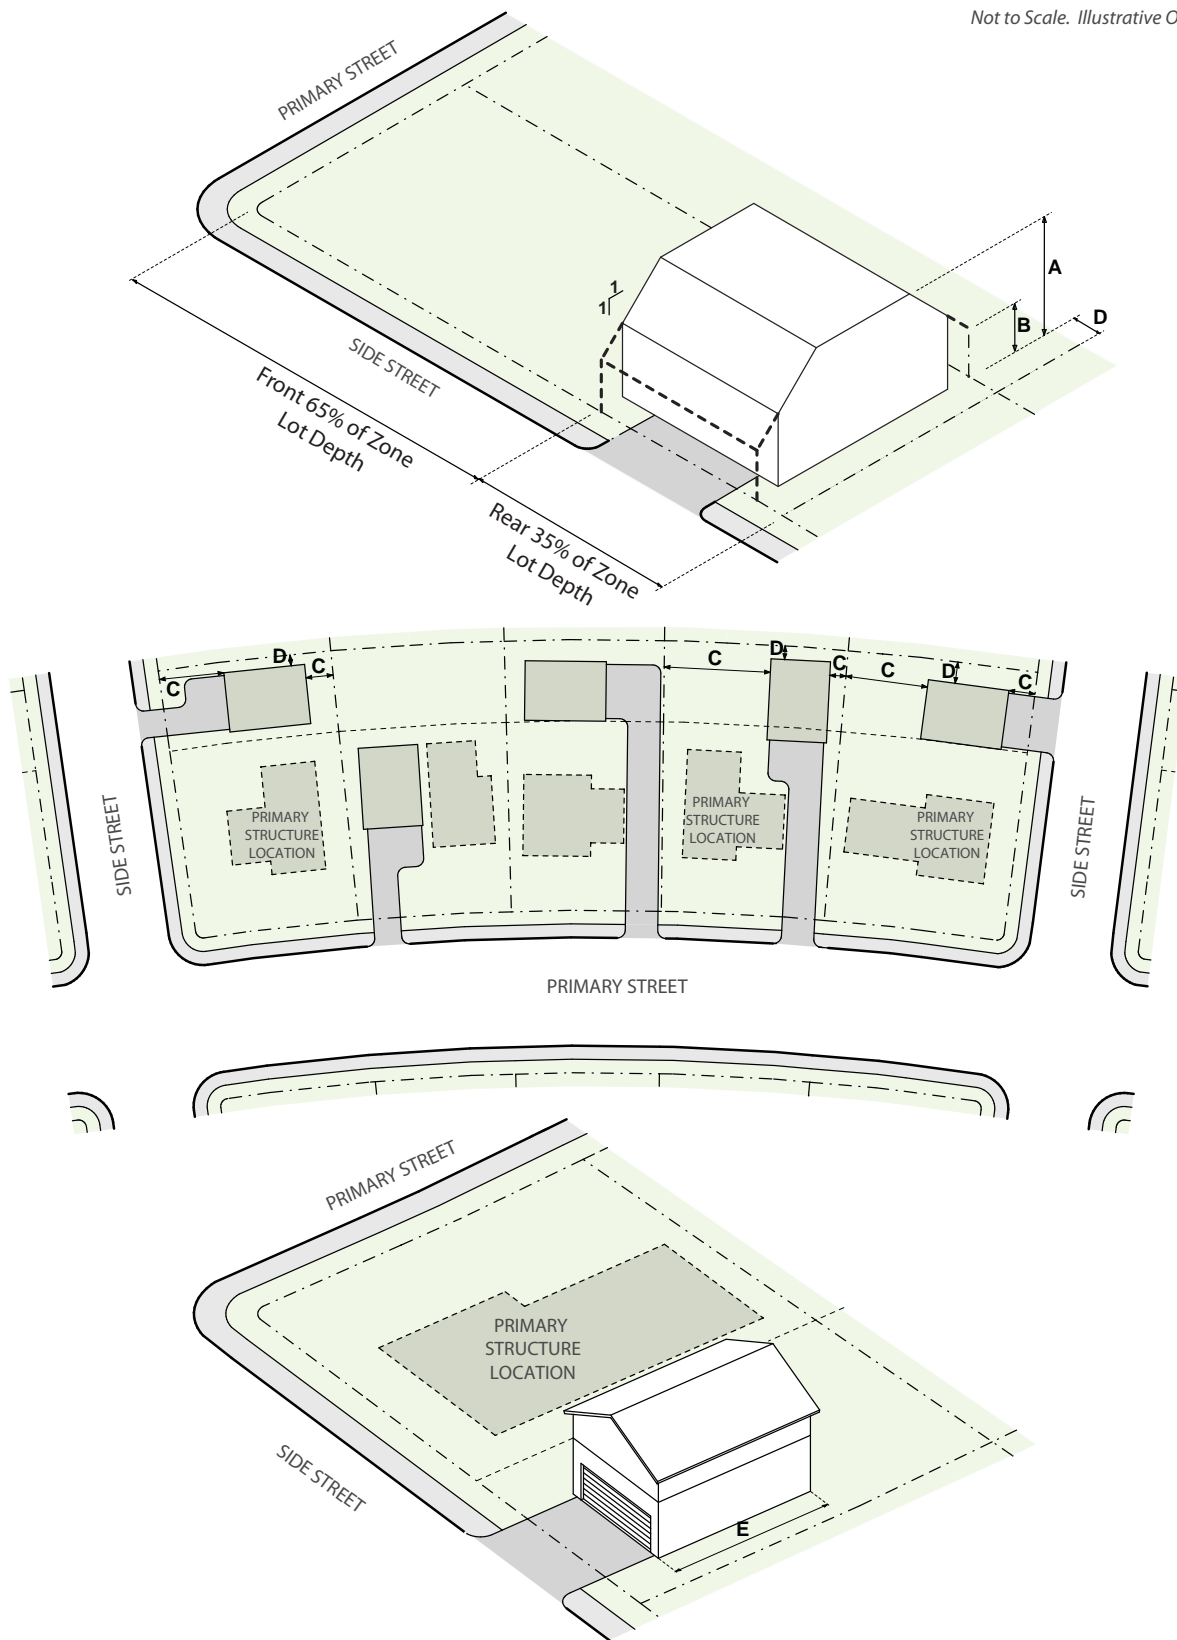 Not to Scale. Illustrative O
PRIMARY STREET
A
B
D
1
1
SIDE STREET
Front 65% of Zone
Lot Depth
Rear 35% of Zone
Lot Depth
D
C
C
C
D
C
C
D
C
SIDE STREET
PRIMARY
STRUCTURE
LOCATION
PRIMARY
STRUCTURE
LOCATION
PRIMARY
STRUCTURE
LOCATION
SIDE STREET
PRIMARY STREET
PRIMARY STREET
PRIMARY
STRUCTURE
LOCATION
SIDE STREET
E